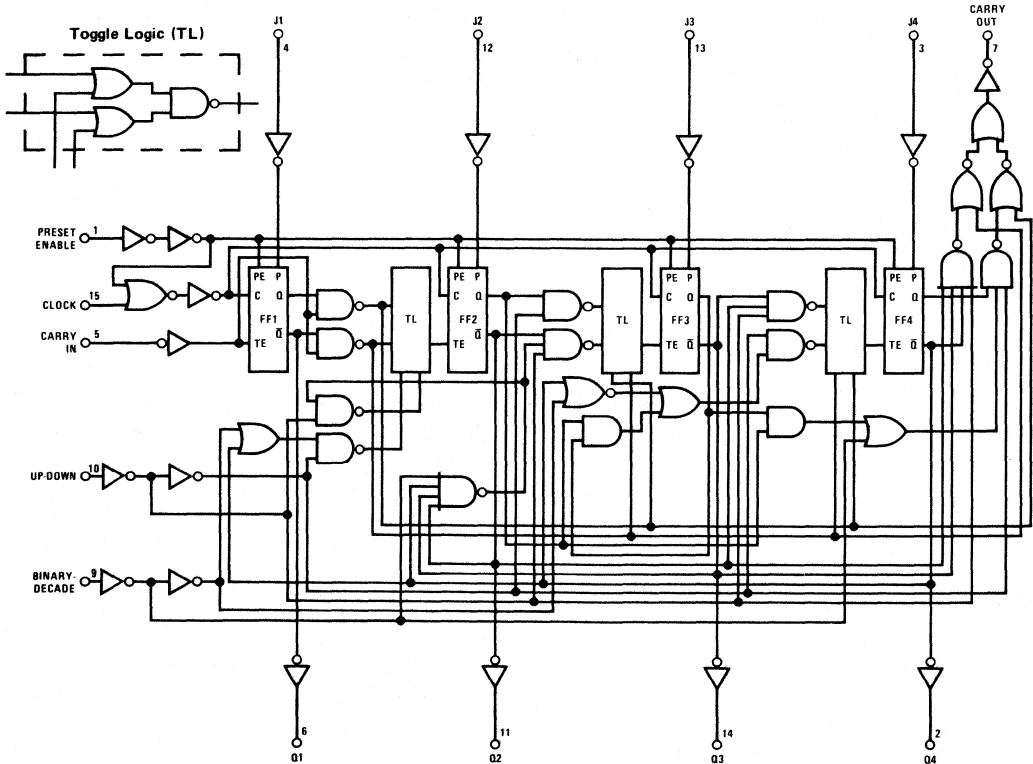 Toggle Logic (TL)
J1
4
J2
12
J3
13
J4
3
CARRY
OUT
7
PRESET
ENABLE
1
CLOCK
15
CARRY
IN
5
PE P
C Q
FF1
Q̅
TE
TL
PE P
C Q
FF2
TE Q̅
TL
PE P
C Q
FF3
TE Q̅
TL
PE P
C Q
FF4
TE Q̅
UP-DOWN
10
BINARY-
DECADE
9
6
Q1
11
Q2
14
Q3
2
Q4